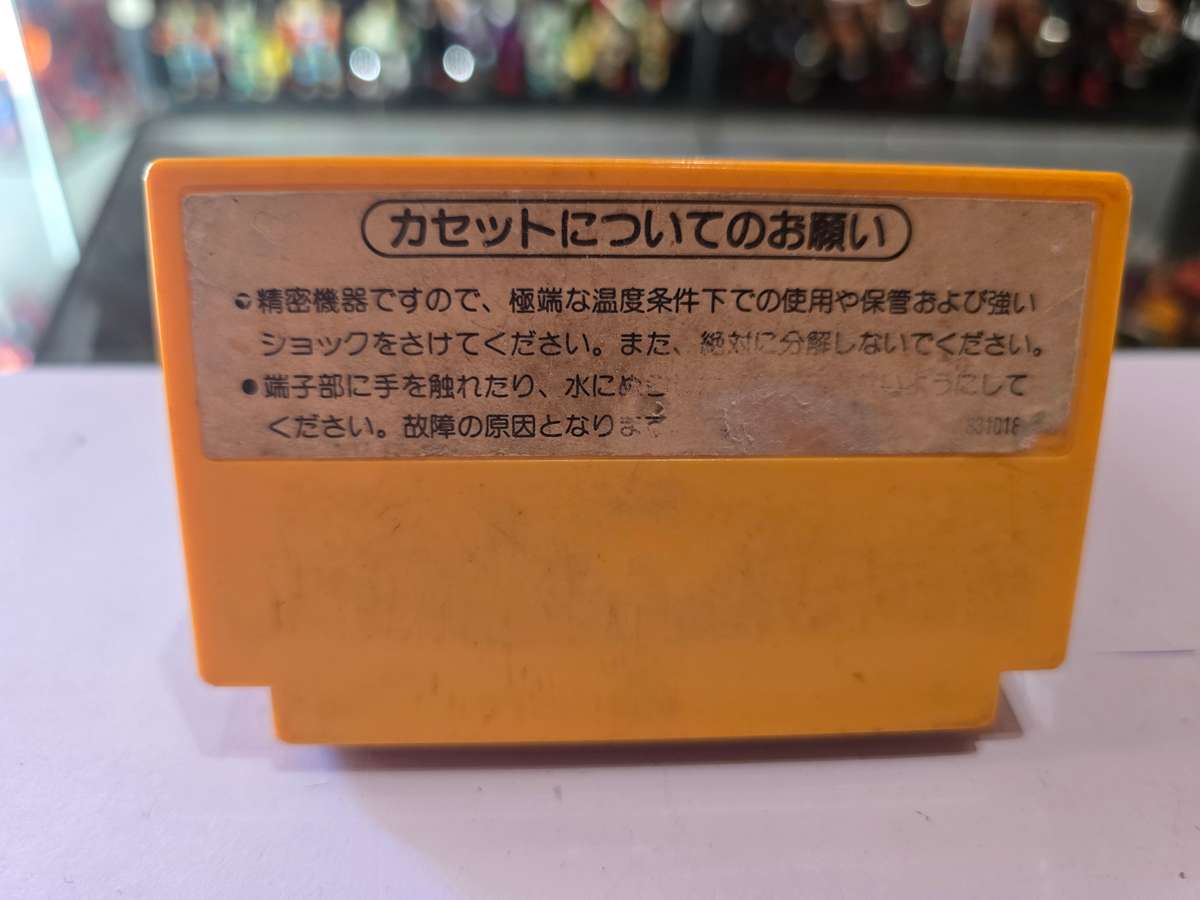 カセットについてのお願い
●精密機器ですので、極端な温度条件下での使用や保管および強い
ショックをさけてください。また、絶対に分解しないでください。
●端子部に手を触れたり、水にぬ ようにして
ください。故障の原因となりま
831018